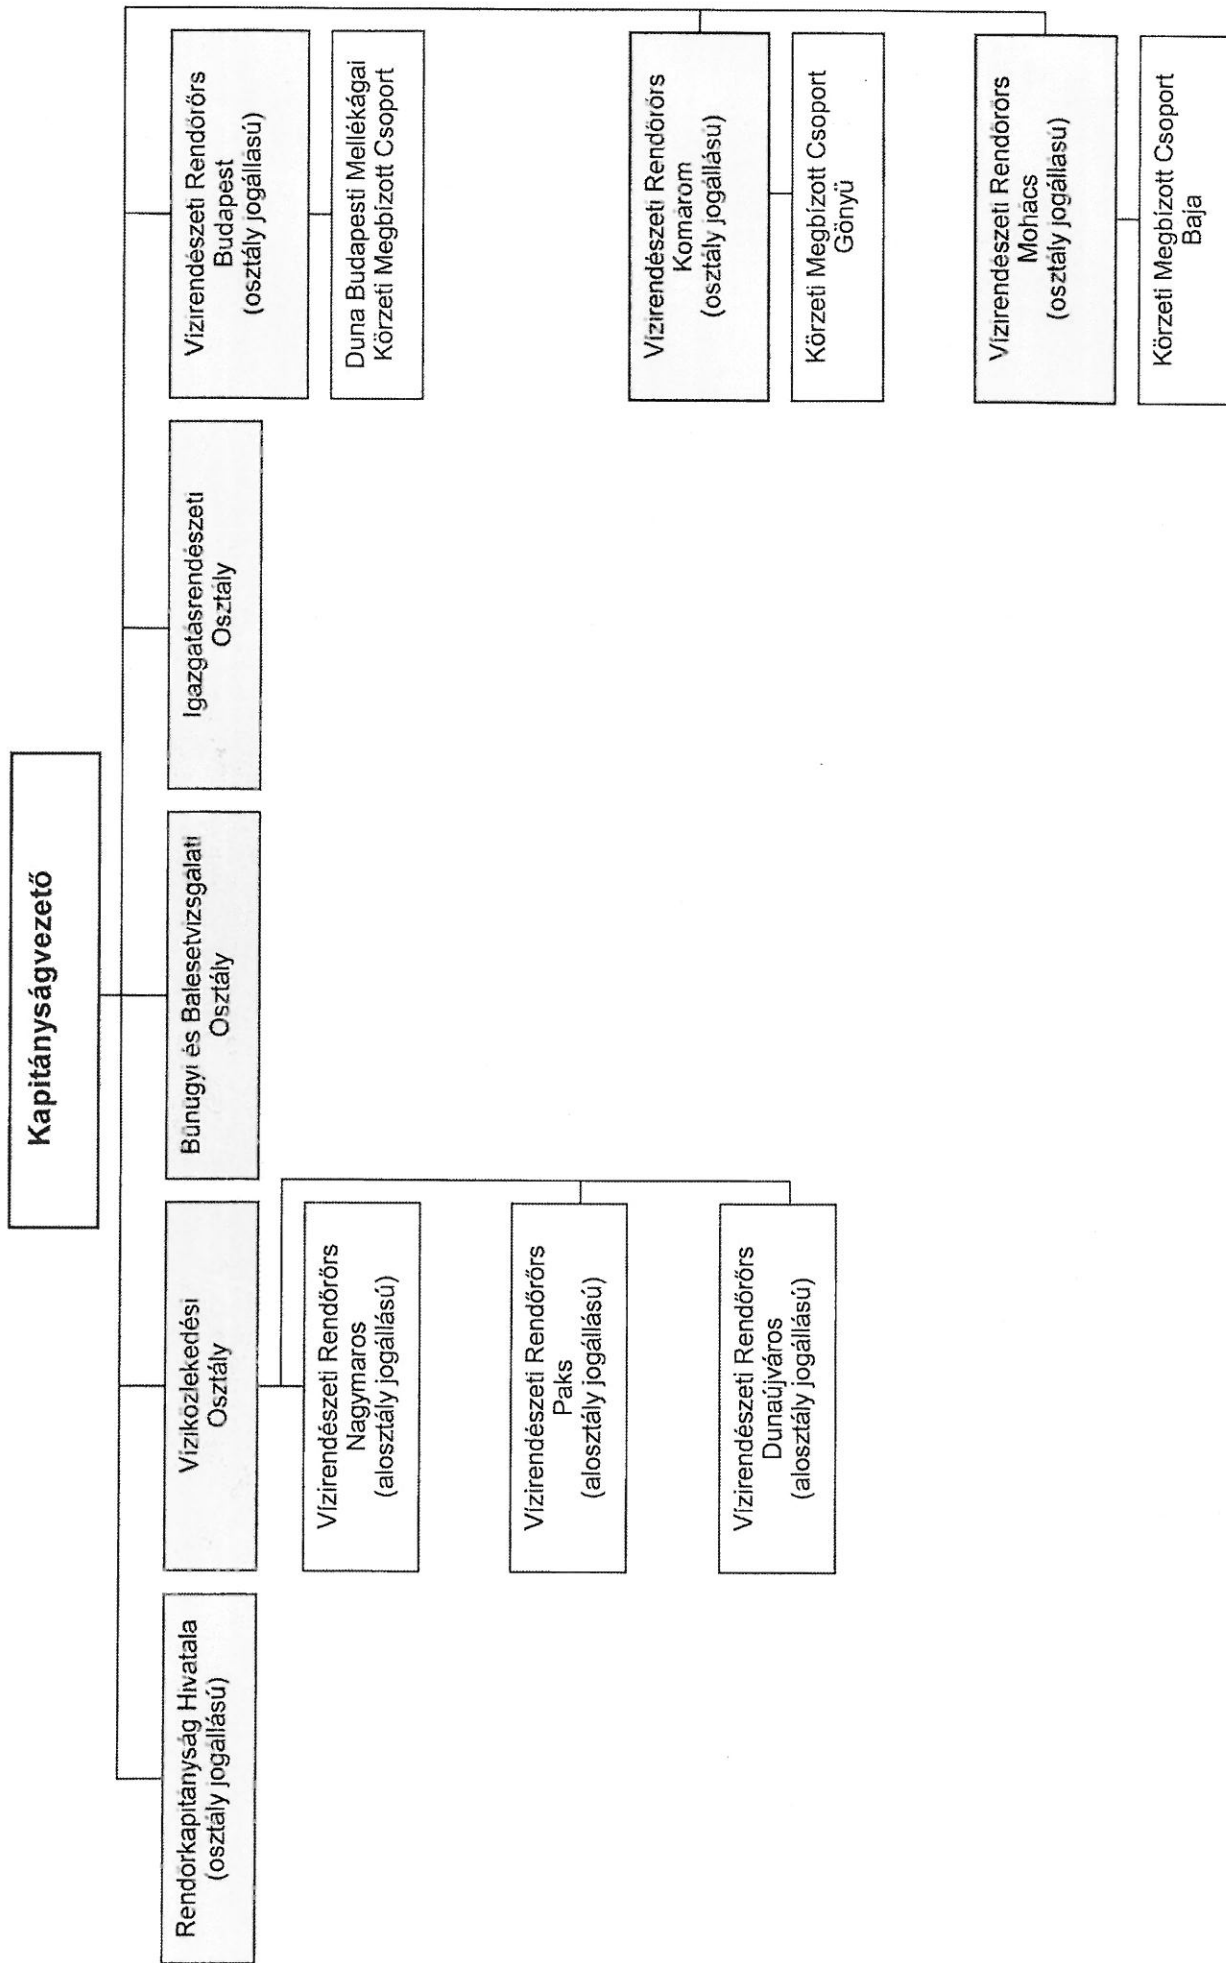 Kapitányságvezető
Rendőrkapitányság Hivatala
(osztály jogállású)
Víziközlekedési
Osztály
Vízirendészeti Rendőrörs
Nagymaros
(alosztály jogállású)
Vízirendészeti Rendőrörs
Paks
(alosztály jogállású)
Vízirendészeti Rendőrörs
Dunaújváros
(alosztály jogállású)
Bűnügyi és Balesetvizsgálati
Osztály
Igazgatásrendészeti
Osztály
Vízirendészeti Rendőrörs
Budapest
(osztály jogállású)
Duna Budapesti Mellékágai
Körzeti Megbízott Csoport
Vízirendészeti Rendőrörs
Komárom
(osztály jogállású)
Körzeti Megbízott Csoport
Gönyü
Vízirendészeti Rendőrörs
Mohács
(osztály jogállású)
Körzeti Megbízott Csoport
Baja